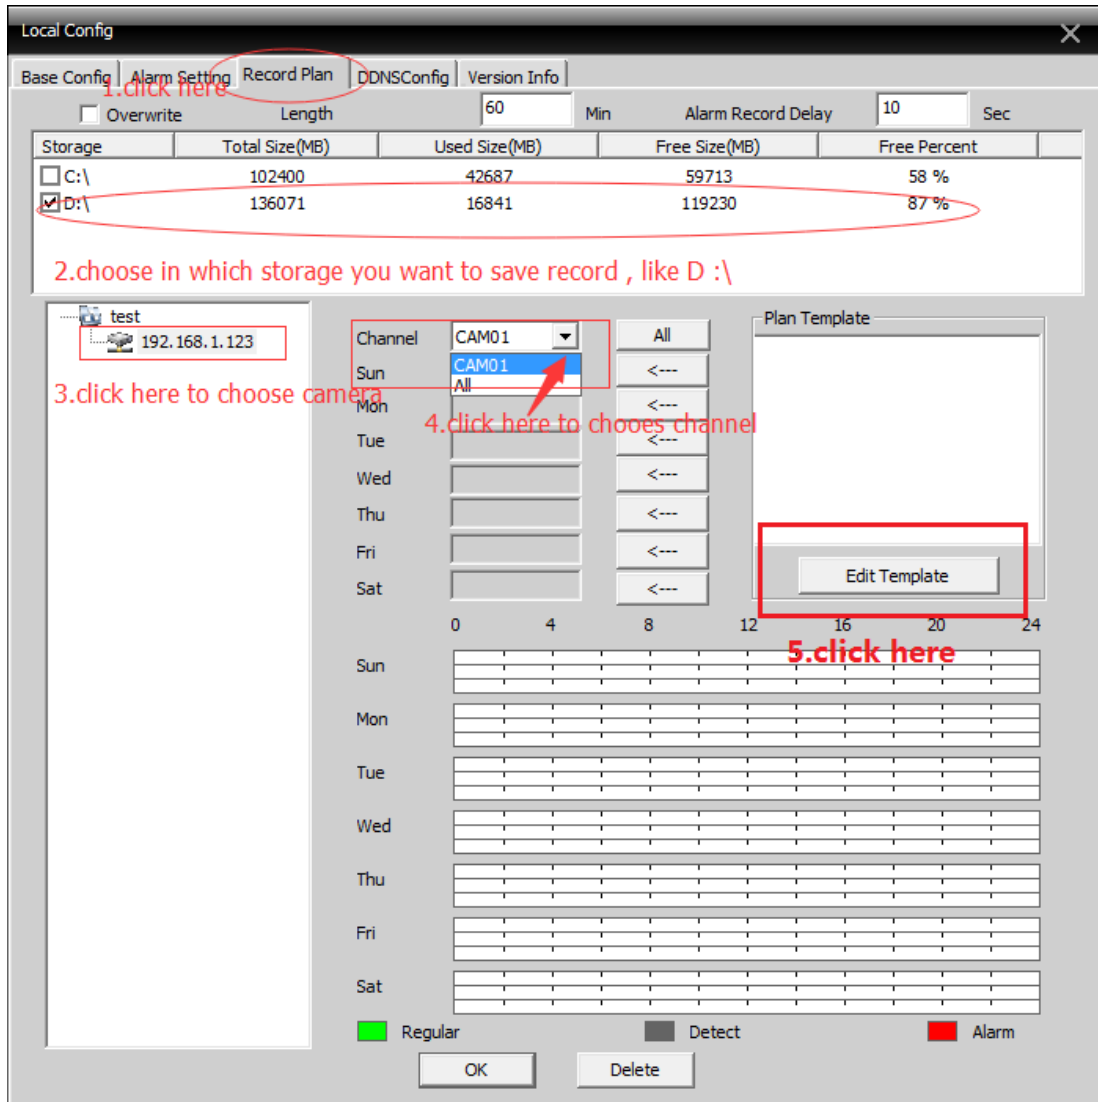 Local Config
Base Config Alarm Setting Record Plan DDNSConfig Version Info
1.click here
Overwrite Length 60 Min Alarm Record Delay 10 Sec
Storage Total Size(MB) Used Size(MB) Free Size(MB) Free Percent
C:\ 102400 42687 59713 58 %
D:\ 136071 16841 119230 87 %
2.choose in which storage you want to save record , like D :\
test
192.168.1.123
3.click here to choose camera
Channel CAM01 All
CAM01
All
4.click here to chooes channel
Sun <---
Mon <---
Tue <---
Wed <---
Thu <---
Fri <---
Sat <---
Plan Template
Edit Template
5.click here
0 4 8 12 16 20 24
Sun
Mon
Tue
Wed
Thu
Fri
Sat
Regular Detect Alarm
OK Delete